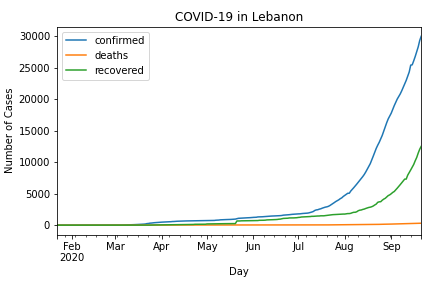 COVID-19 in Lebanon
confirmed
deaths
recovered
Number of Cases
30000
25000
20000
15000
10000
5000
0
Feb Mar Apr May Jun Jul Aug Sep
2020
Day